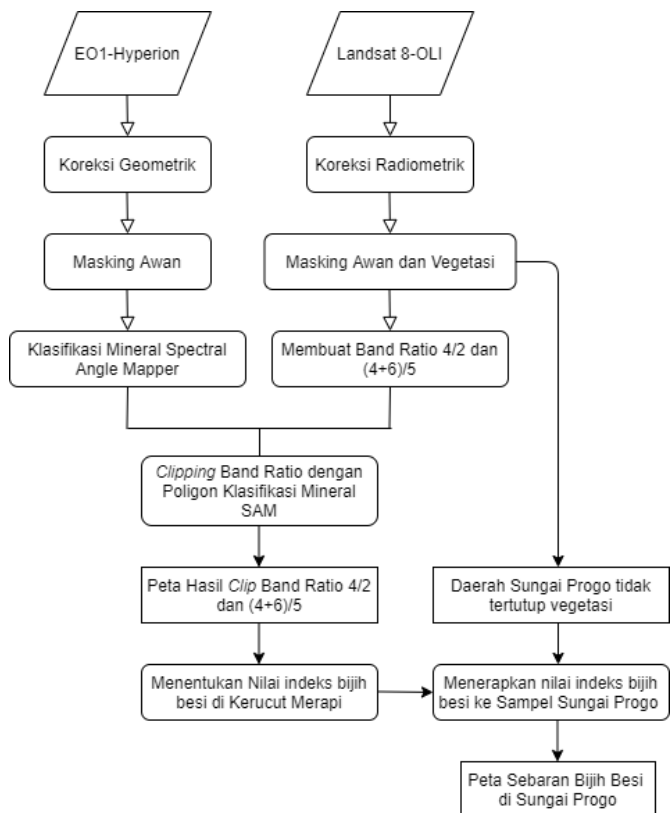 EO1-Hyperion
Landsat 8-OLI
Koreksi Geometrik
Koreksi Radiometrik
Masking Awan
Masking Awan dan Vegetasi
Klasifikasi Mineral Spectral
Angle Mapper
Membuat Band Ratio 4/2 dan
(4+6)/5
Clipping Band Ratio dengan
Poligon Klasifikasi Mineral
SAM
Peta Hasil Clip Band Ratio 4/2
dan (4+6)/5
Daerah Sungai Progo tidak
tertutup vegetasi
Menentukan Nilai indeks bijih
besi di Kerucut Merapi
Menerapkan nilai indeks bijih
besi ke Sampel Sungai Progo
Peta Sebaran Bijih Besi
di Sungai Progo